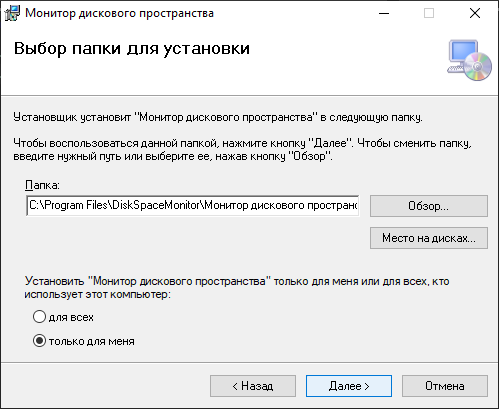 Монитор дискового пространства
Выбор папки для установки
Установщик установит "Монитор дискового пространства" в следующую папку.
Чтобы воспользоваться данной папкой, нажмите кнопку "Далее". Чтобы сменить папку,
введите нужный путь или выберите ее, нажав кнопку "Обзор".
Папка:
C:\Program Files\DiskSpaceMonitor\Монитор дискового простран
Обзор...
Место на дисках...
Установить "Монитор дискового пространства" только для меня или для всех, кто
использует этот компьютер:
для всех
только для меня
< Назад
Далее >
Отмена